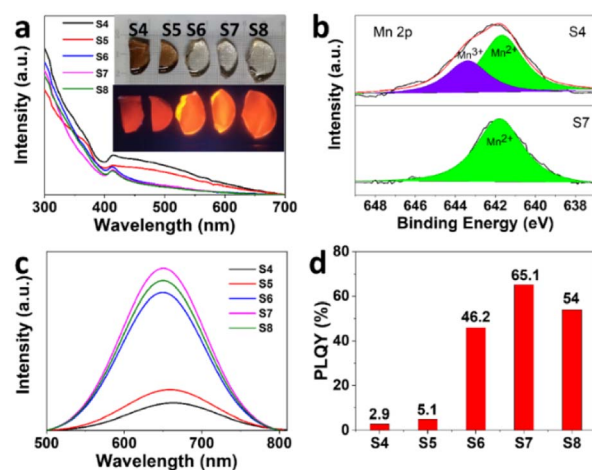 a
S4 S5 S6 S7 S8
S4
S5
S6
S7
S8
Intensity (a.u.)
300 400 500 600 700
Wavelength (nm)
b
Mn 2p
S4
Mn3+
Mn2+
S7
Mn2+
Intensity (a.u.)
648 646 644 642 640 638
Binding Energy (eV)
c
S4
S5
S6
S7
S8
Intensity (a.u.)
500 600 700 800
Wavelength (nm)
d
80
60
40
20
0
PLQY (%)
2.9 5.1 46.2 65.1 54
S4 S5 S6 S7 S8